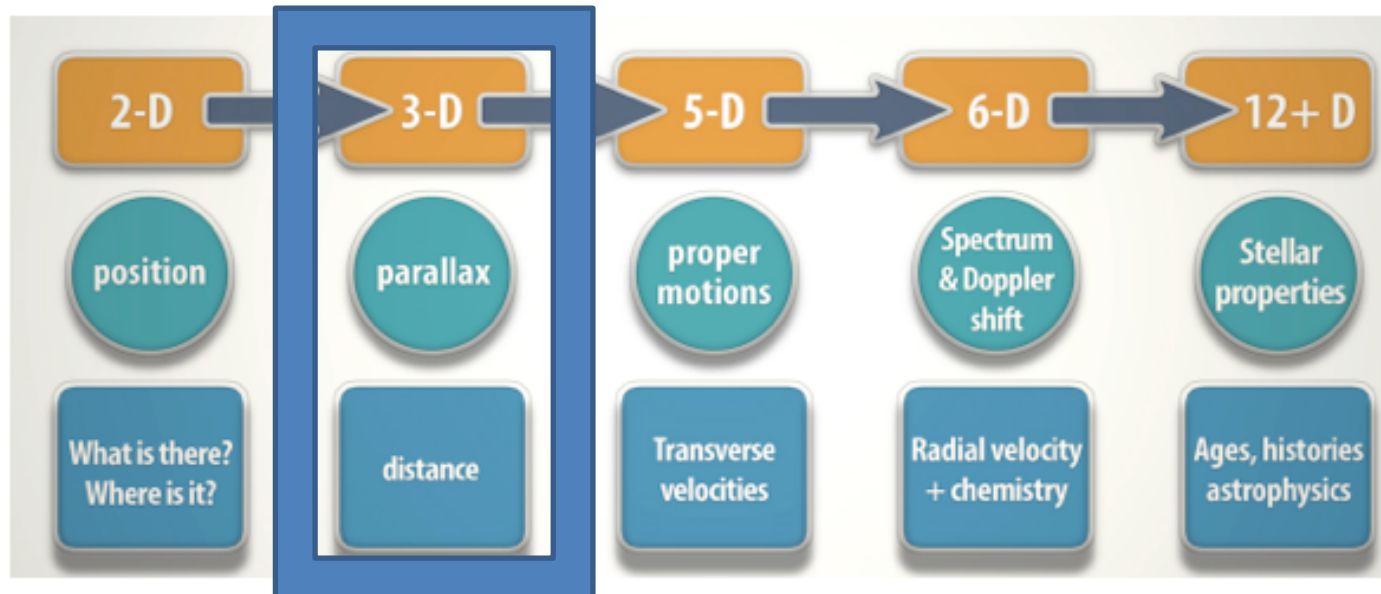 2-D
3-D
5-D
6-D
12+ D
position
parallax
proper
motions
Spectrum
& Doppler
shift
Stellar
properties
What is there?
Where is it?
distance
Transverse
velocities
Radial velocity
+ chemistry
Ages, histories
astrophysics